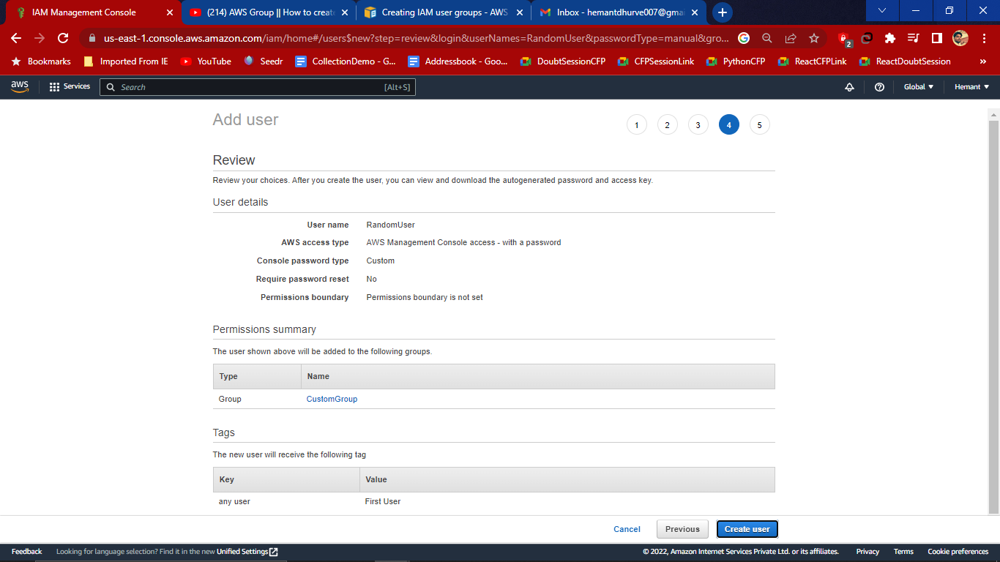 IAM Management Console
(214) AWS Group || How to create
Creating IAM user groups - AWS
Inbox - hemantdhurve007@gmai
us-east-1.console.aws.amazon.com/iam/home#/users$new?step=review&login&userNames=RandomUser&passwordType=manual&gro...
2
Bookmarks
Imported From IE
YouTube
Seedr
CollectionDemo - G...
Addressbook - Goo...
DoubtSessionCFP
CFPSessionLink
PythonCFP
ReactCFPLink
ReactDoubtSession
»
aws
Services
Search
[Alt+S]
Global
Hemant
Add user
1 2 3 4 5
Review
Review your choices. After you create the user, you can view and download the autogenerated password and access key.
User details
User name RandomUser
AWS access type AWS Management Console access - with a password
Console password type Custom
Require password reset No
Permissions boundary Permissions boundary is not set
Permissions summary
The user shown above will be added to the following groups.
Type Name
Group CustomGroup
Tags
The new user will receive the following tag
Key Value
any user First User
Cancel Previous Create user
Feedback Looking for language selection? Find it in the new Unified Settings
© 2022, Amazon Internet Services Private Ltd. or its affiliates. Privacy Terms Cookie preferences